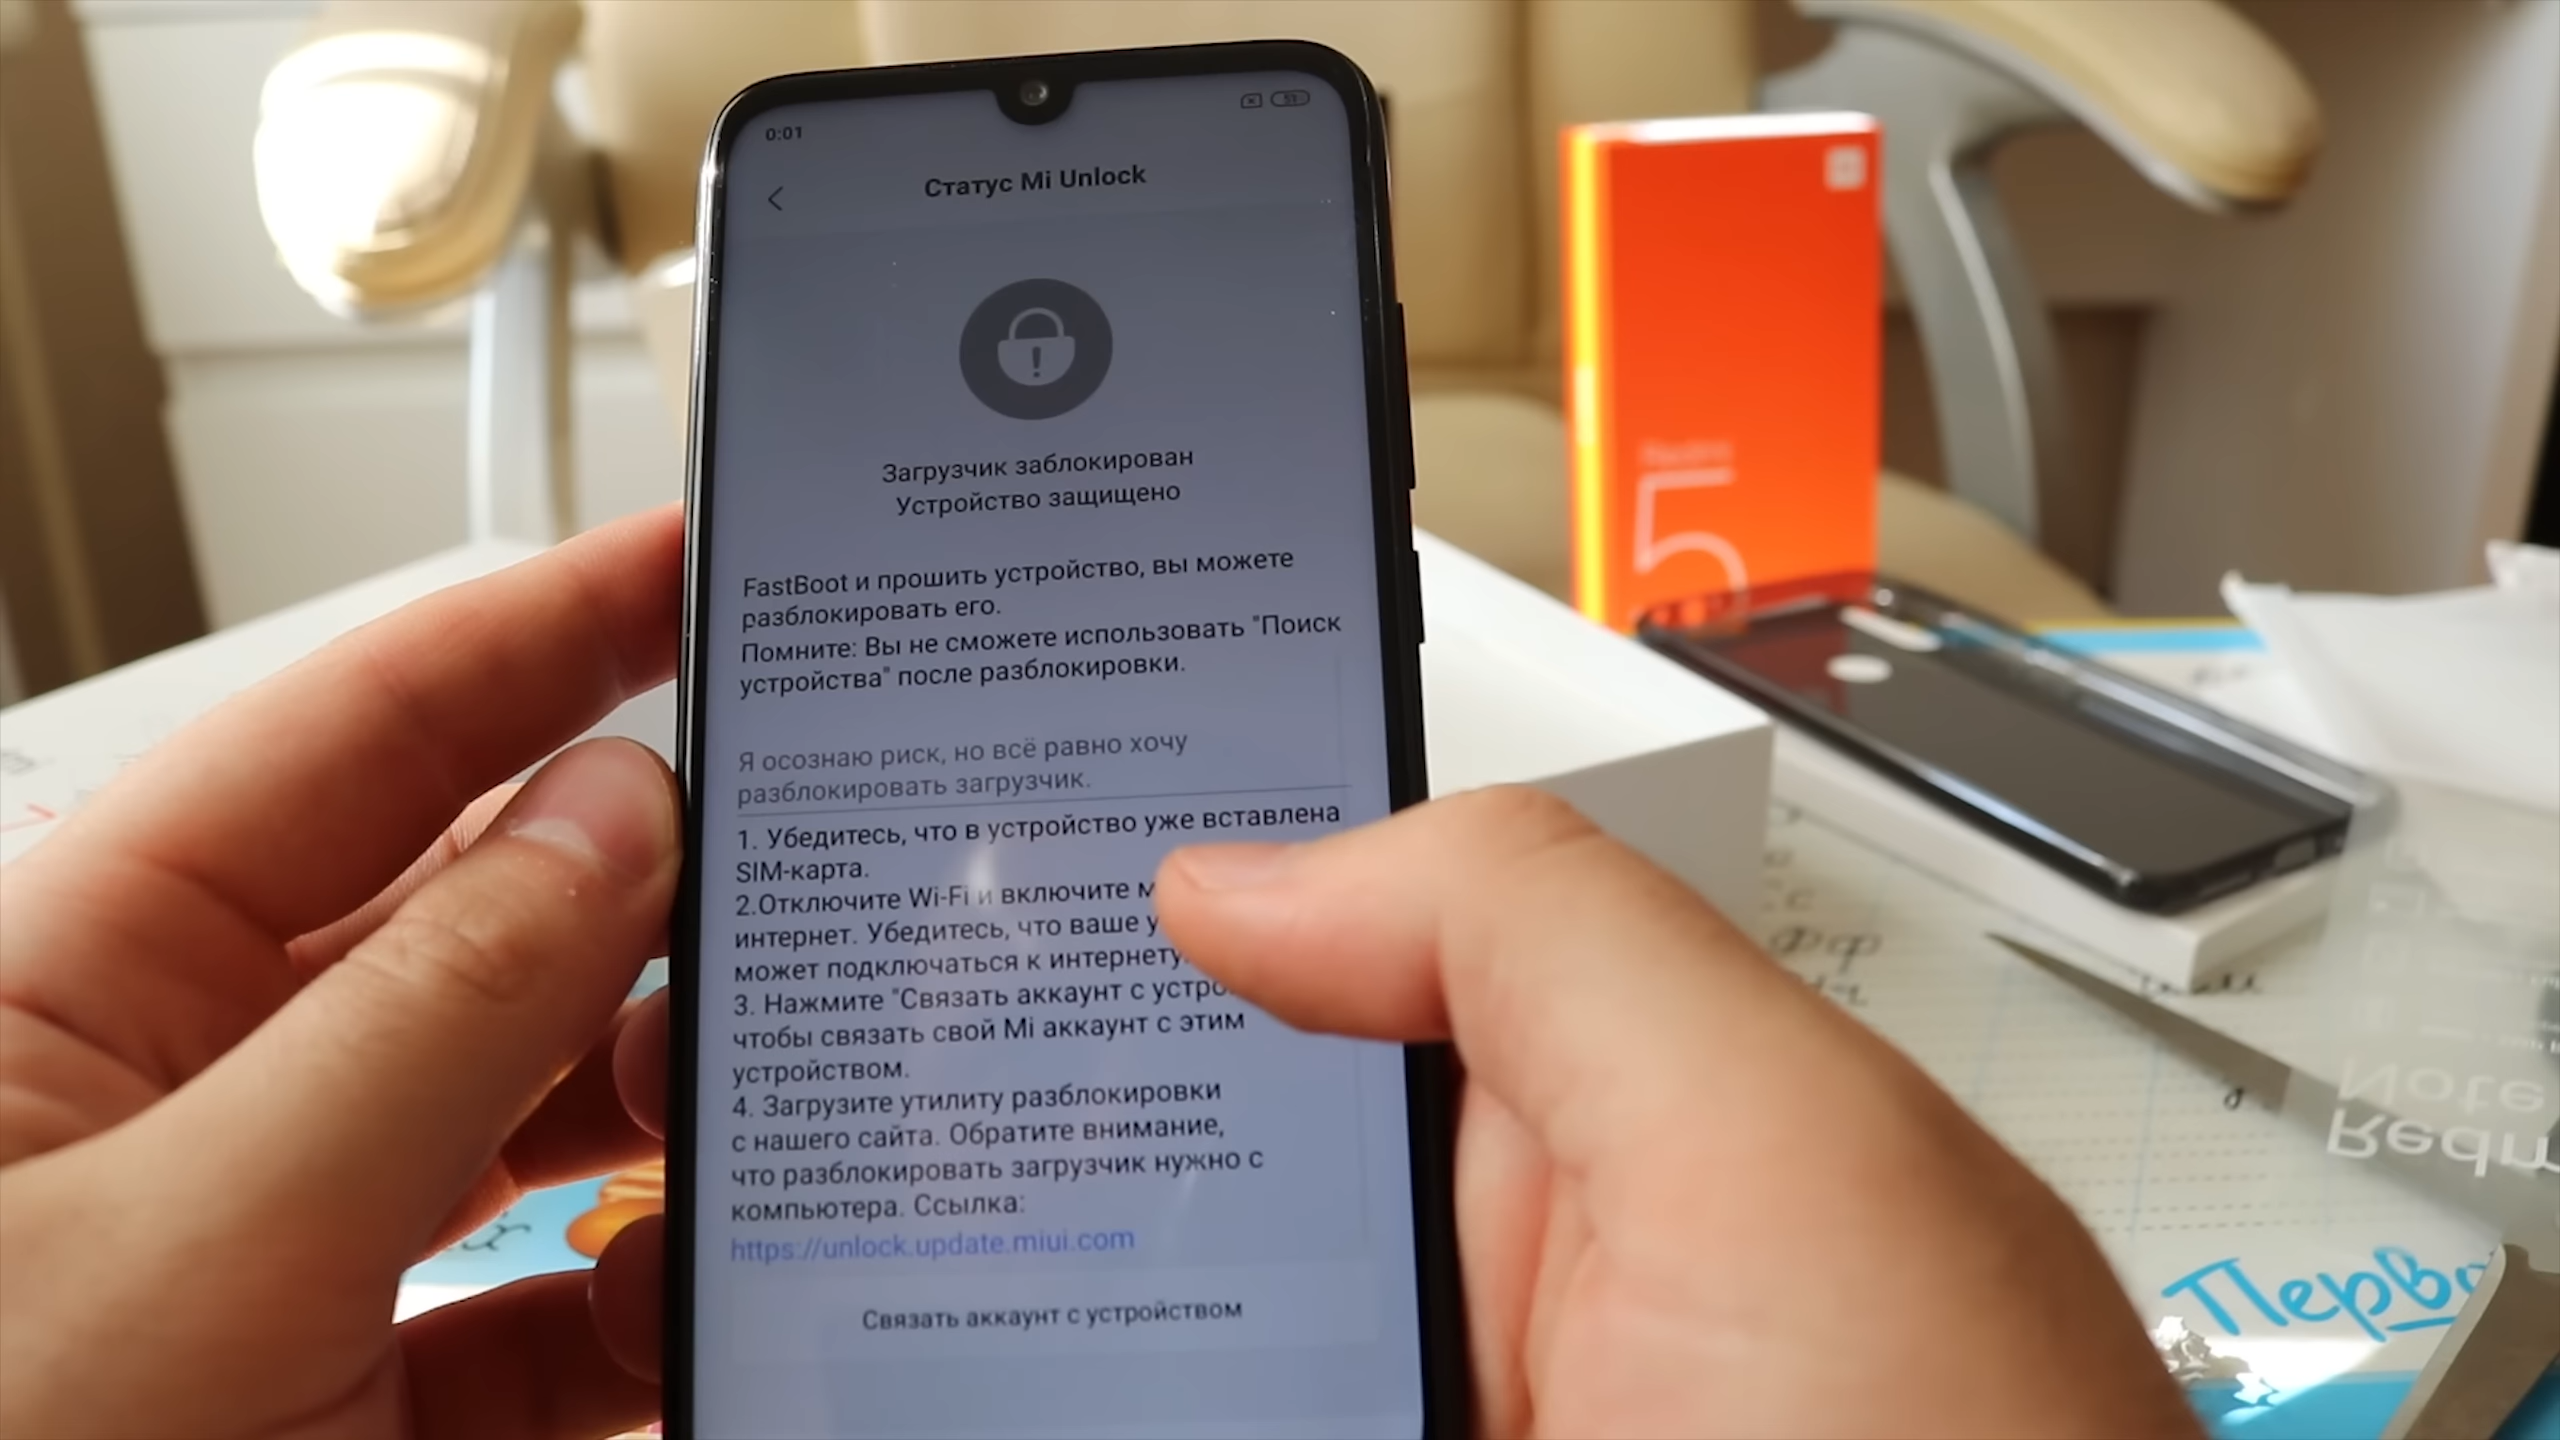 0:01
51
Статус Mi Unlock
Загрузчик заблокирован
Устройство защищено
FastBoot и прошить устройство, вы можете
разблокировать его.
Помните: Вы не сможете использовать "Поиск
устройства" после разблокировки.
Я осознаю риск, но всё равно хочу
разблокировать загрузчик.
1. Убедитесь, что в устройство уже вставлена
SIM-карта.
2.Отключите Wi-Fi и включите
интернет. Убедитесь, что ваше
может подключаться к интернету.
3. Нажмите "Связать аккаунт с
чтобы связать свой Mi аккаунт с этим
устройством.
4. Загрузите утилиту разблокировки
с нашего сайта. Обратите внимание,
что разблокировать загрузчик нужно с
компьютера. Ссылка:
https://unlock.update.miui.com
Связать аккаунт с устройством
Redmi
5
Note